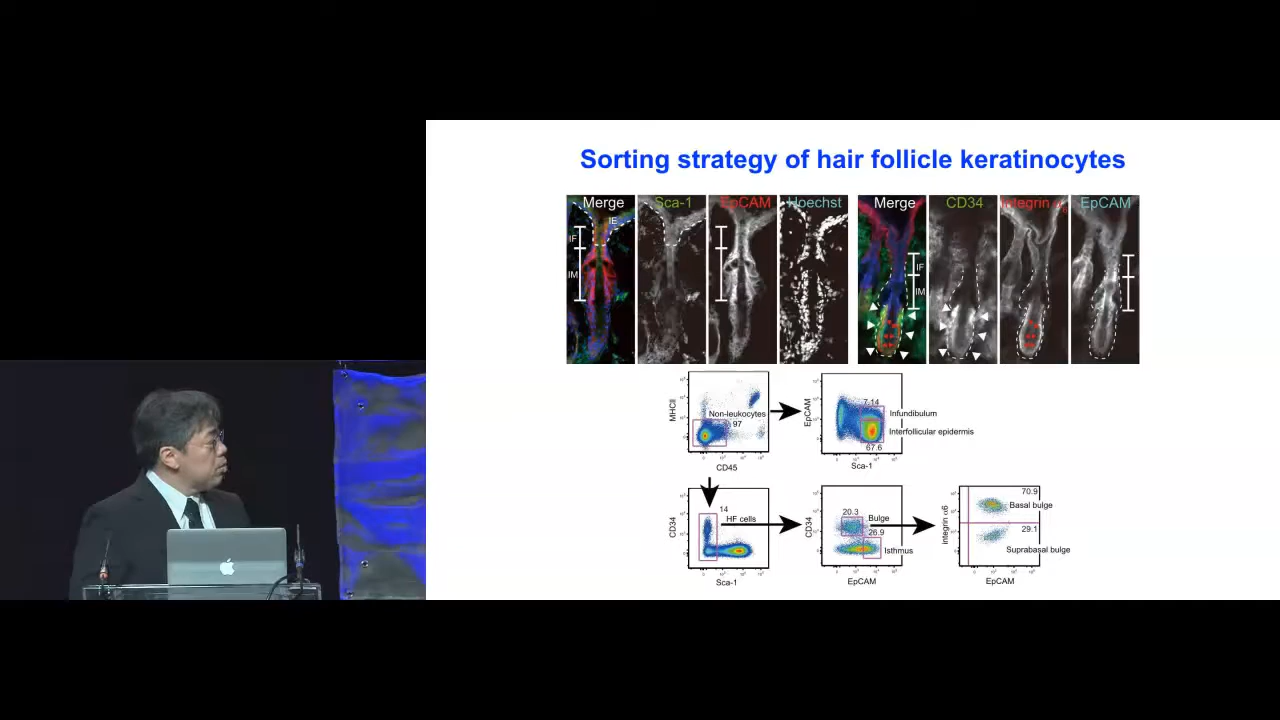 Sorting strategy of hair follicle keratinocytes
Merge Sca-1 EpCAM Hoechst Merge CD34 Integrin α6 EpCAM
IE
IF
IM
IF
IM
MHCII
Non-leukocytes
97
CD45
EpCAM
7.14
Infundibulum
Interfollicular epidermis
67.6
Sca-1
CD34
14
HF cells
Sca-1
CD34
20.3
Bulge
26.9
Isthmus
EpCAM
integrin α6
70.9
Basal bulge
29.1
Suprabasal bulge
EpCAM